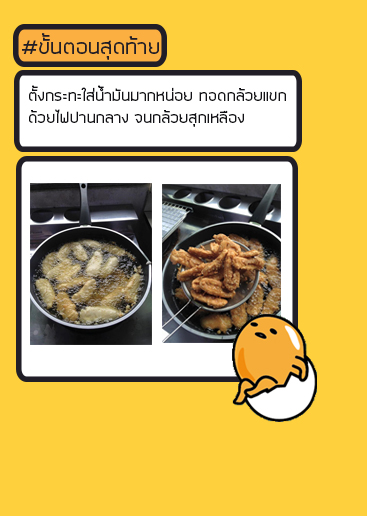 #ขั้นตอนสุดท้าย
ตั้งกระทะใส่น้ำมันมากหน่อย ทอดกล้วยแขก
ด้วยไฟปานกลาง จนกล้วยสุกเหลือง